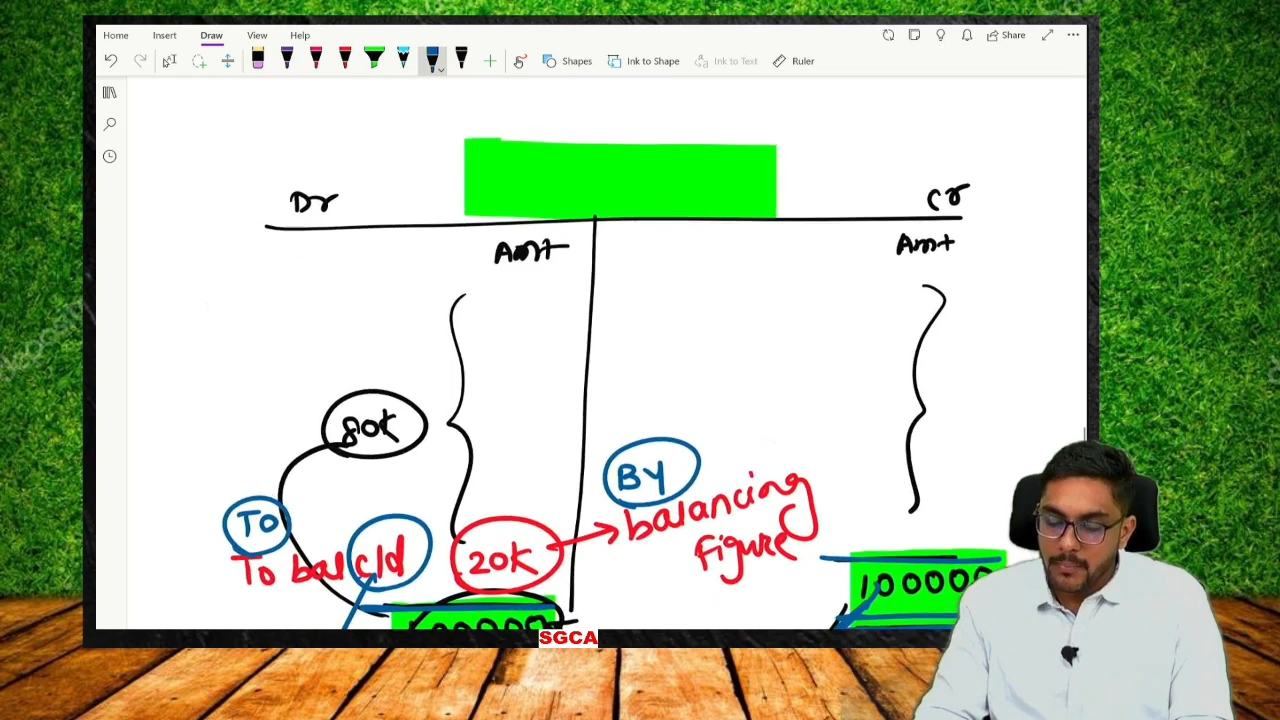 Home Insert Draw View Help
Share
Shapes Ink to Shape Ink to Text Ruler
Dr Cr
Amt Amt
80K
BY
balancing
figure
To
To bal c/d 20K
100000 100000
SGCA